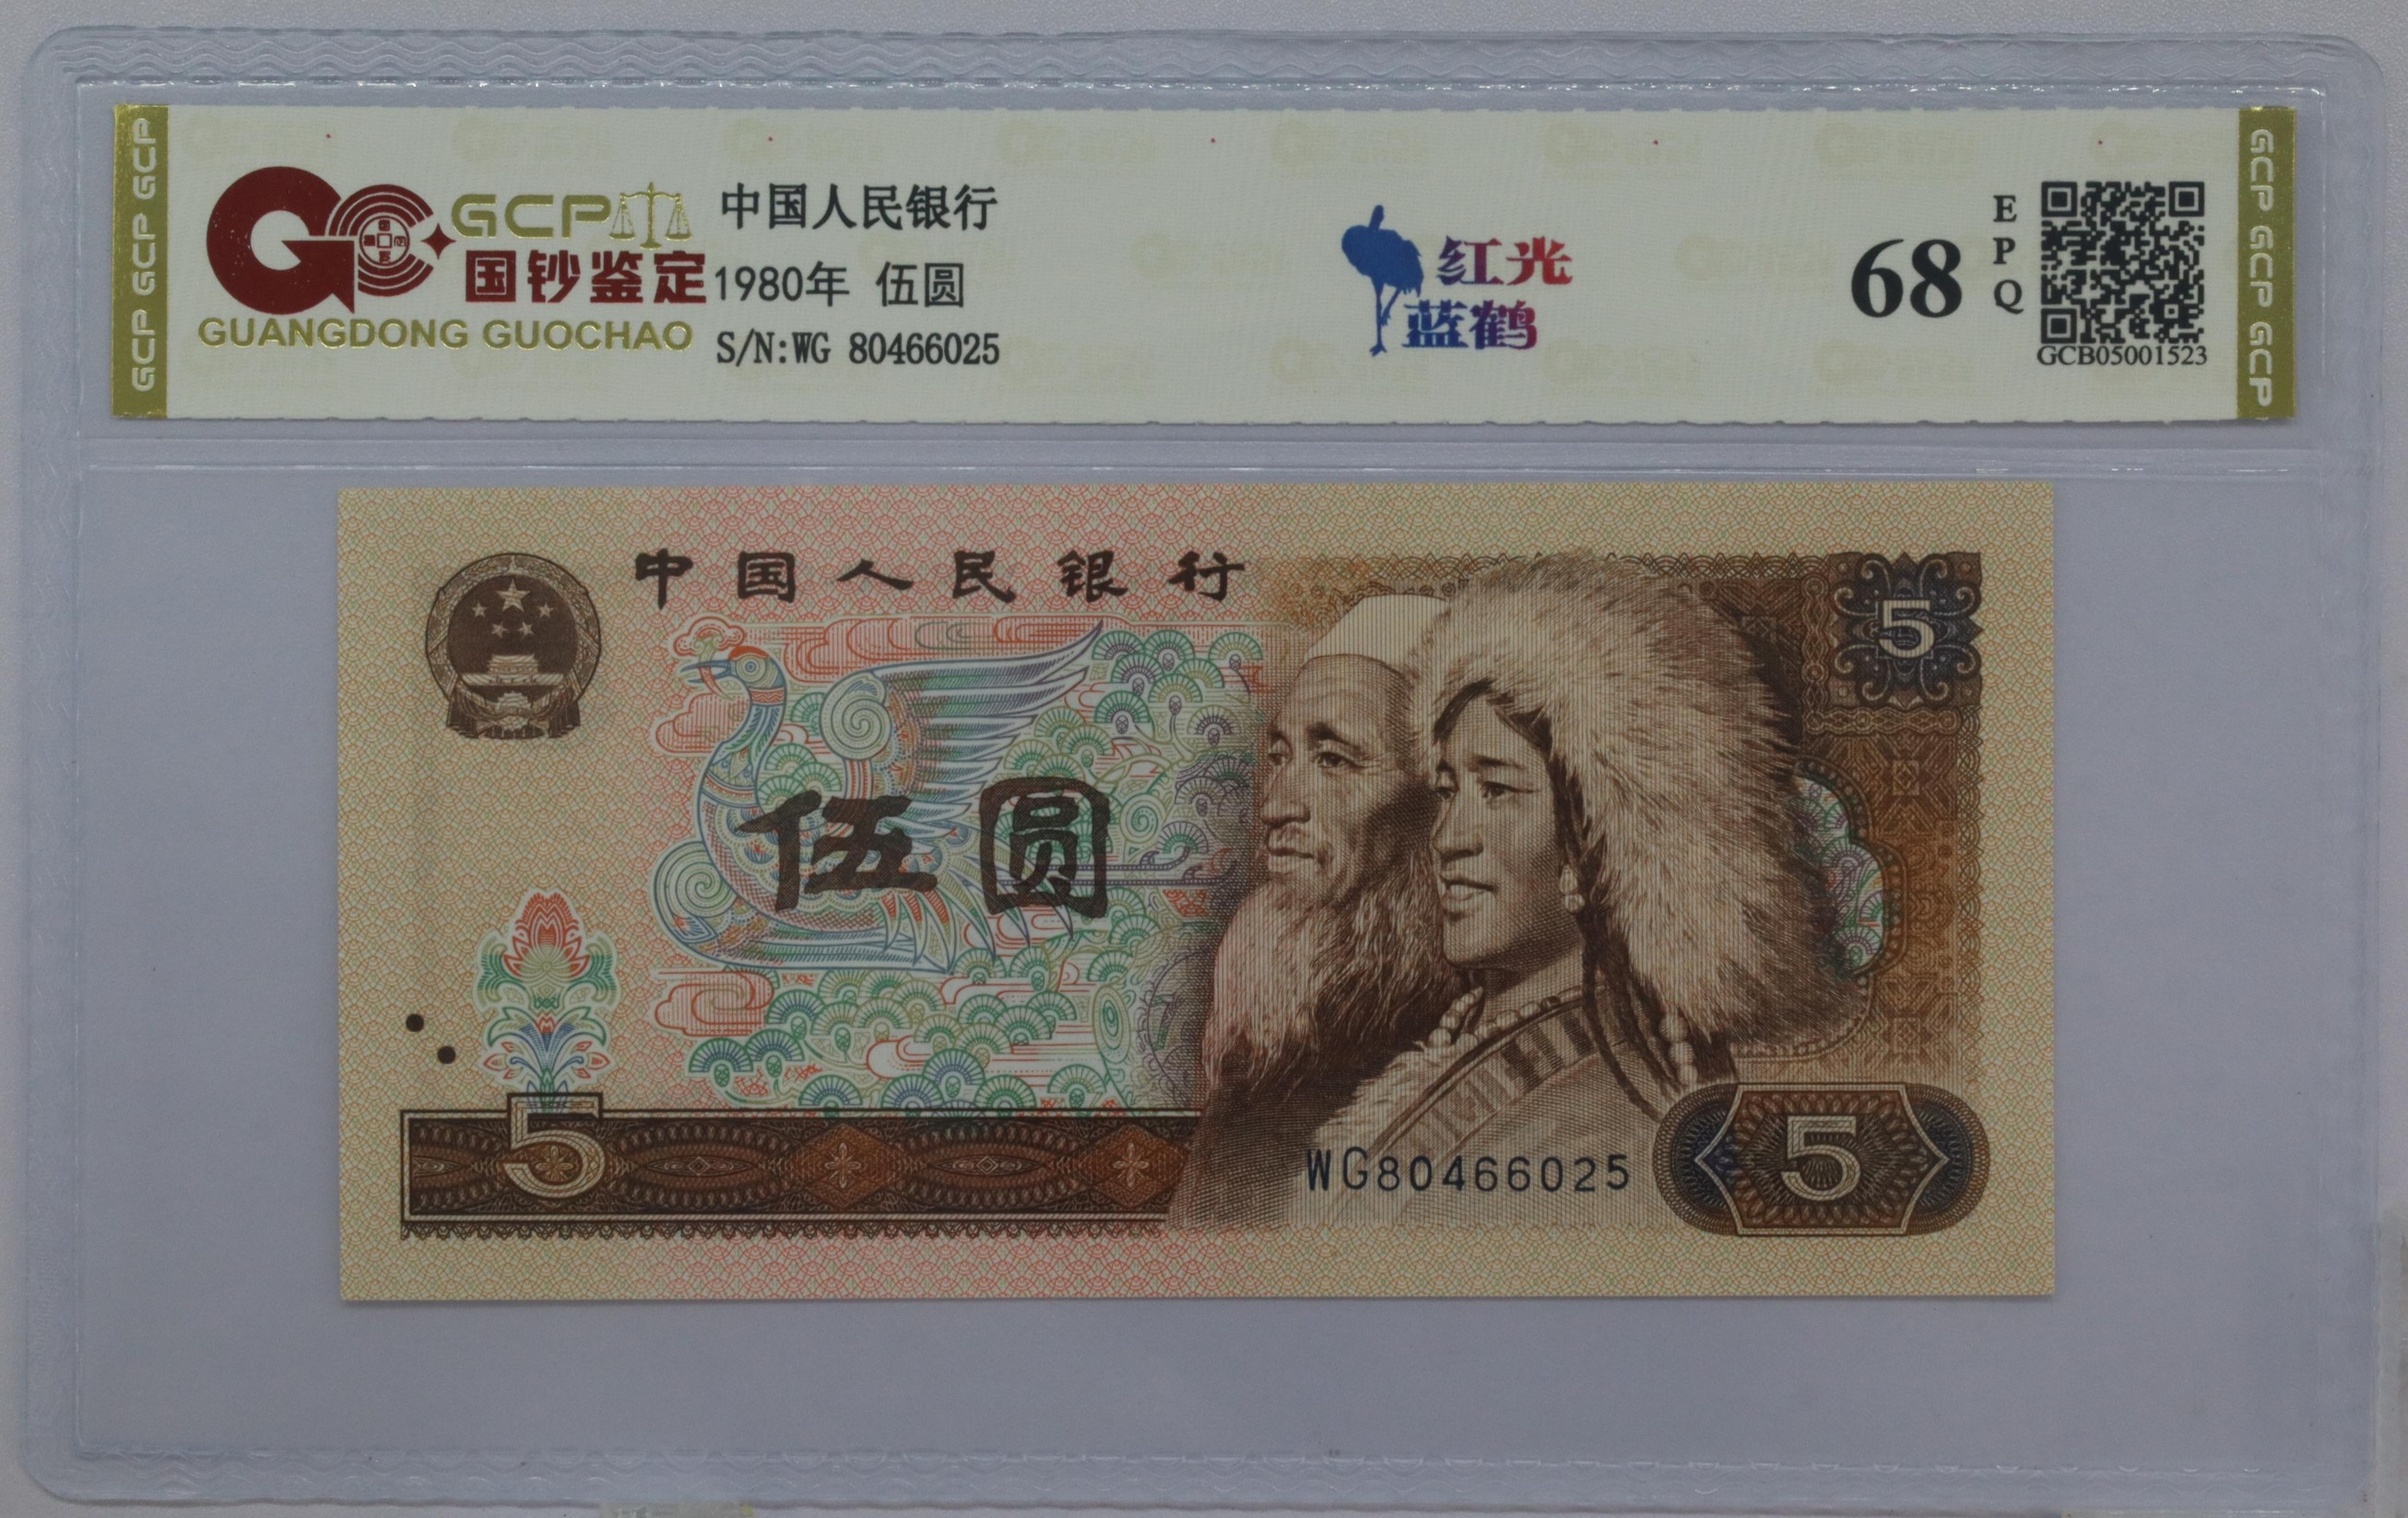 GCP GCP GCP
GCP
国钞鉴定
GUANGDONG GUOCHAO
中国人民银行
1980年 伍圆
S/N:WG 80466025
红光
蓝鹤
68
EPQ
GCB05001523
GCP GCP GCP
中国人民银行
5
伍圆
5
WG80466025
5